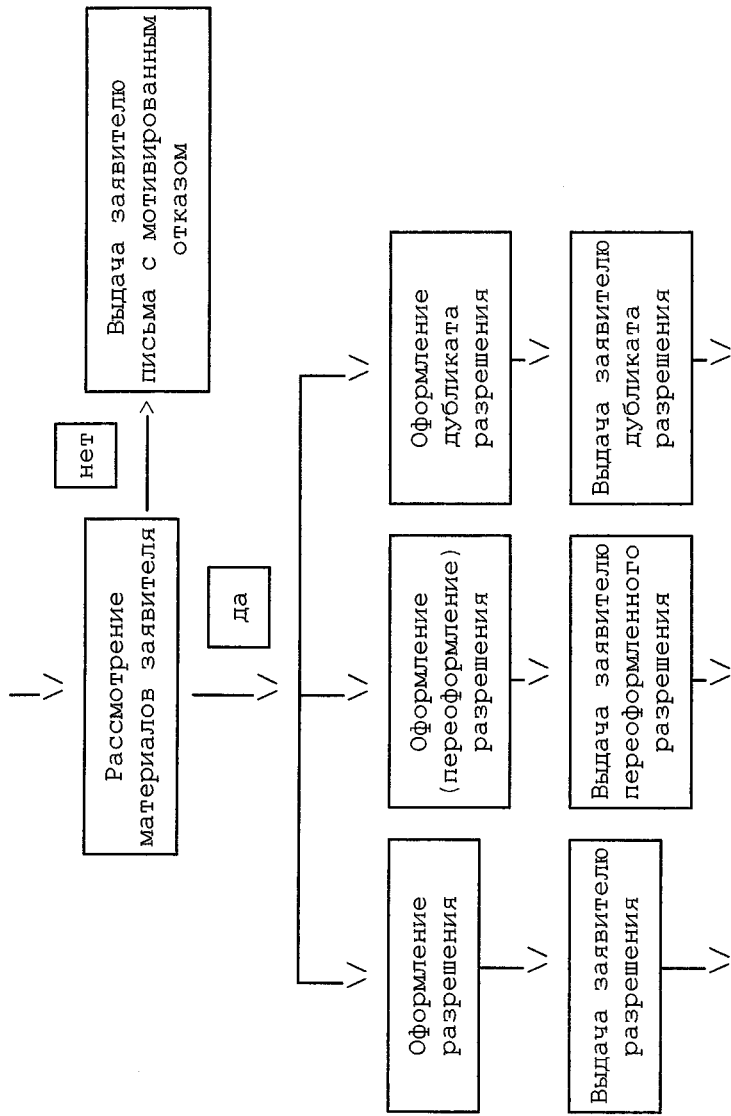 Рассмотрение
материалов заявителя
нет
Выдача заявителю
письма с мотивированным
отказом
да
Оформление
разрешения
Оформление
(переоформление)
разрешения
Оформление
дубликата
разрешения
Выдача заявителю
разрешения
Выдача заявителю
переоформленного
разрешения
Выдача заявителю
дубликата
разрешения